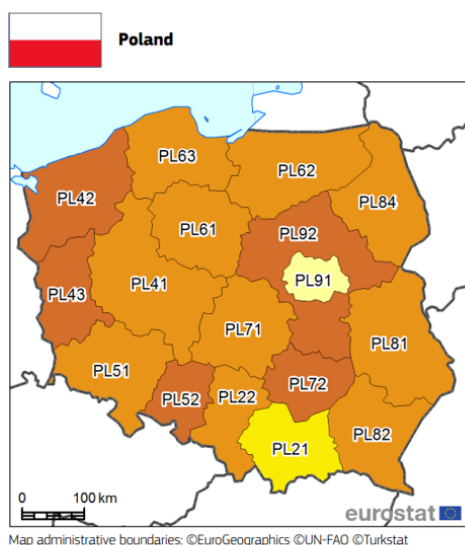 Poland
PL63
PL62
PL42
PL84
PL61
PL92
PL43
PL41
PL91
PL71
PL81
PL51
PL52
PL22
PL72
PL82
PL21
0 100 km
eurostat
Map administrative boundaries: ©EuroGeographics ©UN-FAO ©Turkstat